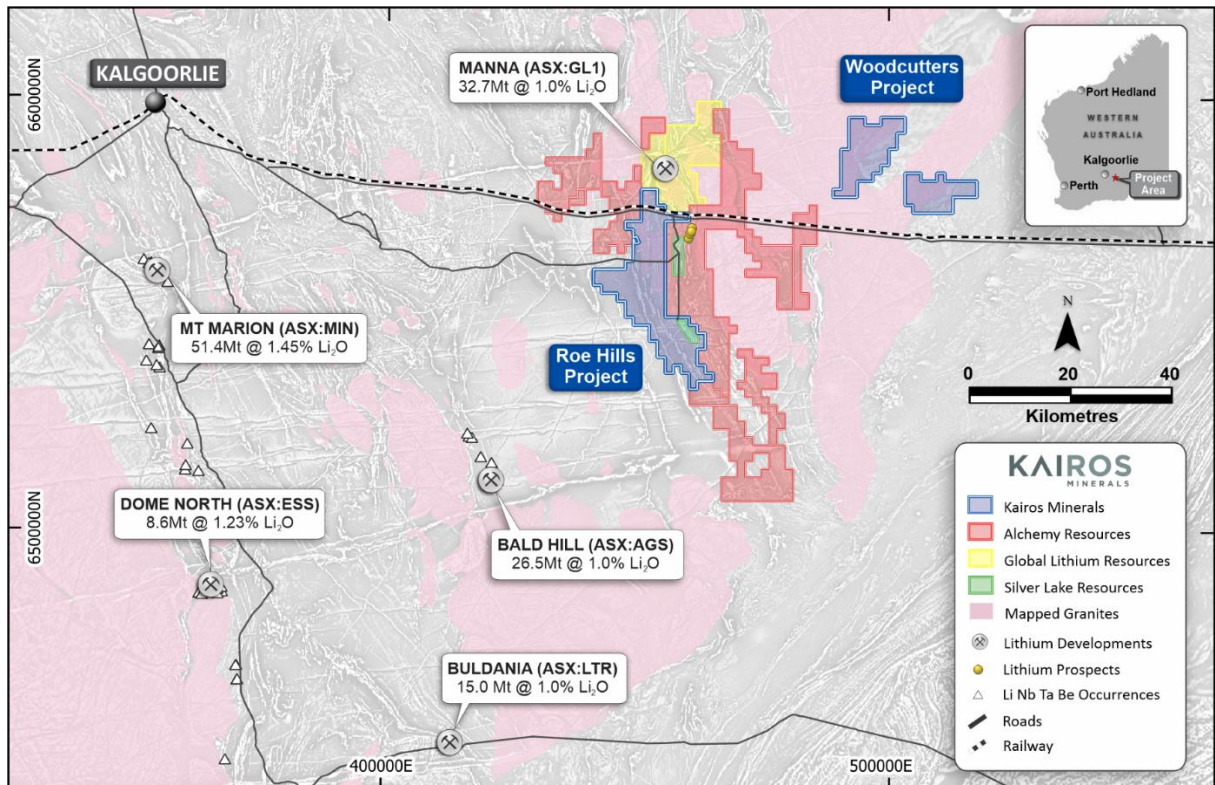 KALGOORLIE
MANNA (ASX:GL1)
32.7Mt @ 1.0% Li₂O
Woodcutters
Project
Port Hedland
WESTERN
AUSTRALIA
Kalgoorlie
Perth
Project
Area
6600000N
MT MARION (ASX:MIN)
51.4Mt @ 1.45% Li₂O
Roe Hills
Project
N
0 20 40
Kilometres
DOME NORTH (ASX:ESS)
8.6Mt @ 1.23% Li₂O
BALD HILL (ASX:AGS)
26.5Mt @ 1.0% Li₂O
6500000N
BULDANIA (ASX:LTR)
15.0 Mt @ 1.0% Li₂O
400000E
500000E
KAIROS
MINERALS
Kairos Minerals
Alchemy Resources
Global Lithium Resources
Silver Lake Resources
Mapped Granites
Lithium Developments
Lithium Prospects
Li Nb Ta Be Occurrences
Roads
Railway